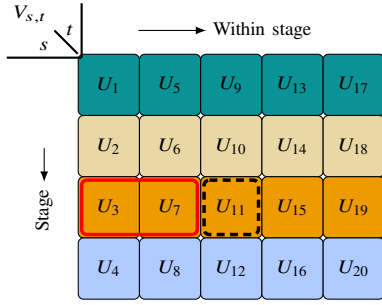 V_{s,t}
t
Within stage
s
U_1 U_5 U_9 U_13 U_17
U_2 U_6 U_10 U_14 U_18
Stage
U_3 U_7 U_11 U_15 U_19
U_4 U_8 U_12 U_16 U_20